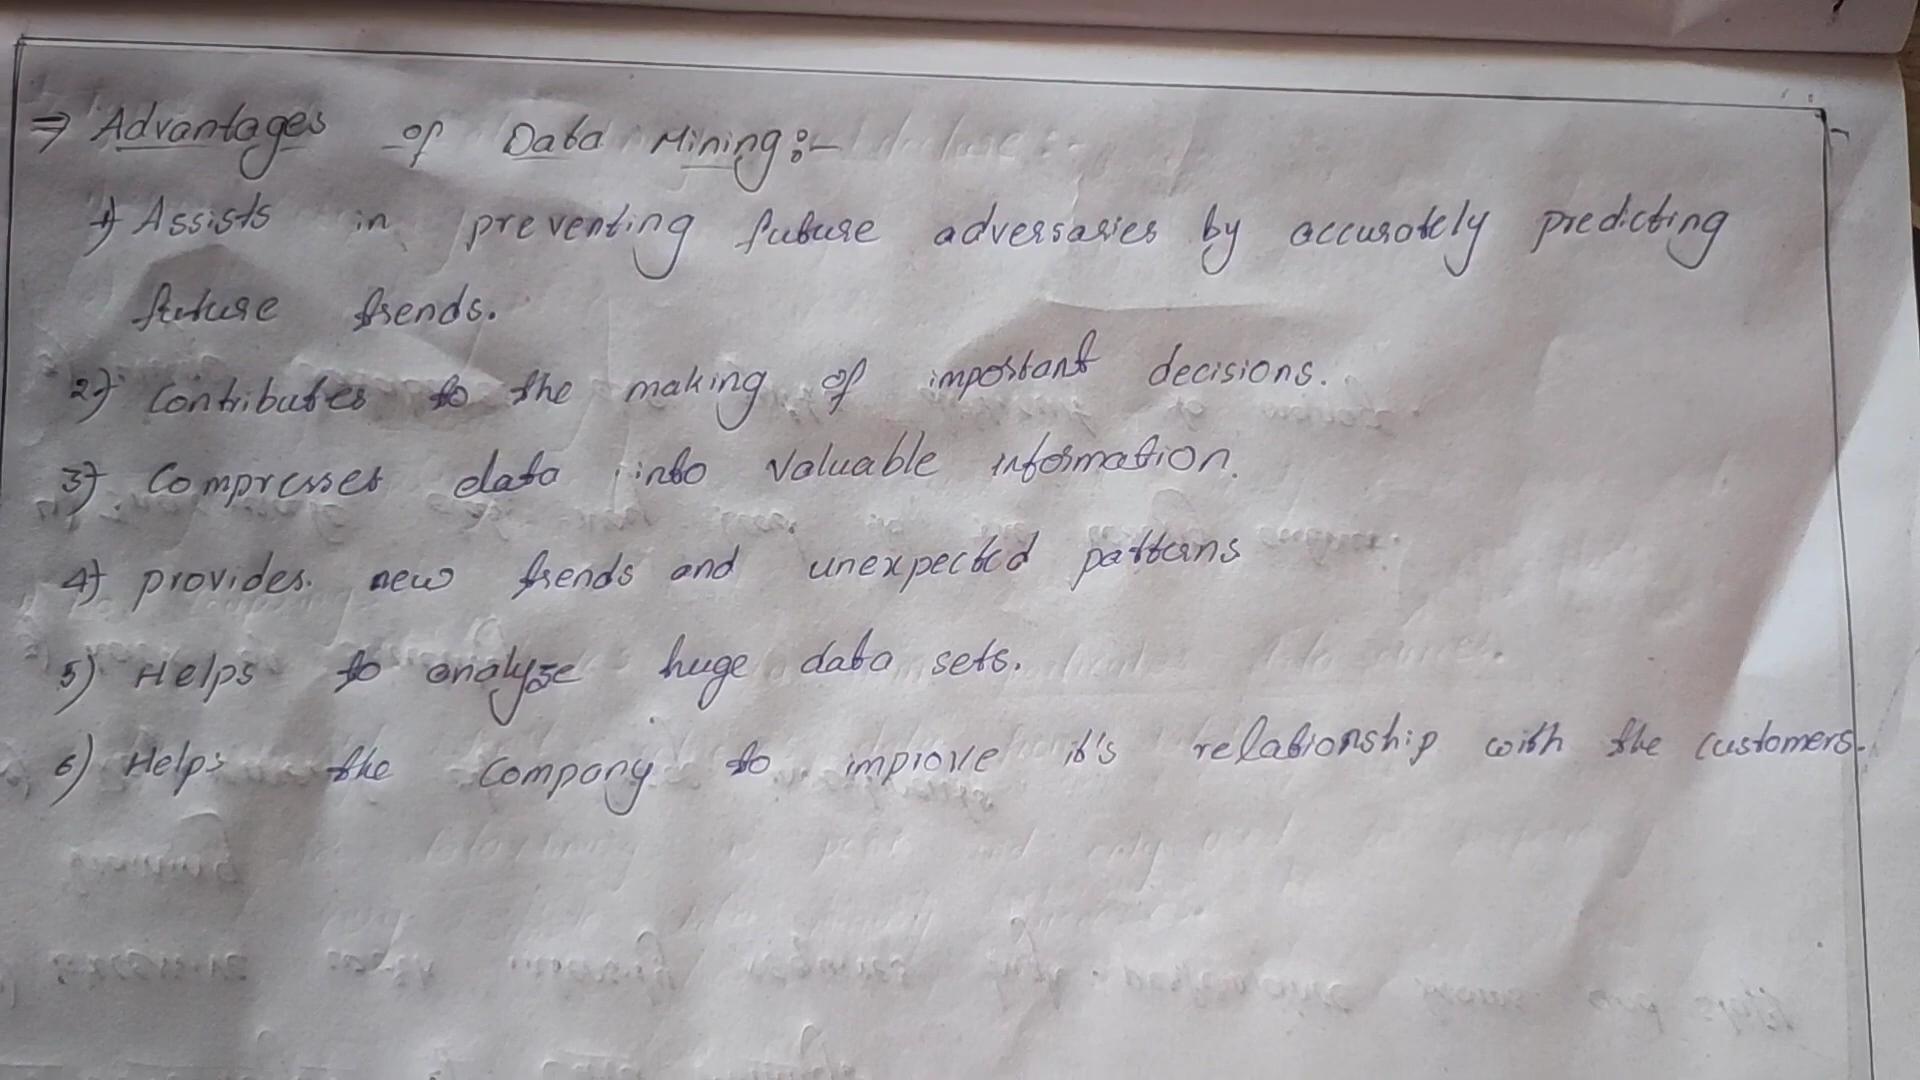 ⇒ Advantages of Data Mining:-
1) Assists in preventing future adversaries by accurately predicting
future trends.
2) Contributes to the making of important decisions.
3) Compresses data into valuable information.
4) provides. new trends and unexpected patterns
5) Helps to analyze huge data sets.
6) Helps the company to improve it's relationship with the customers.